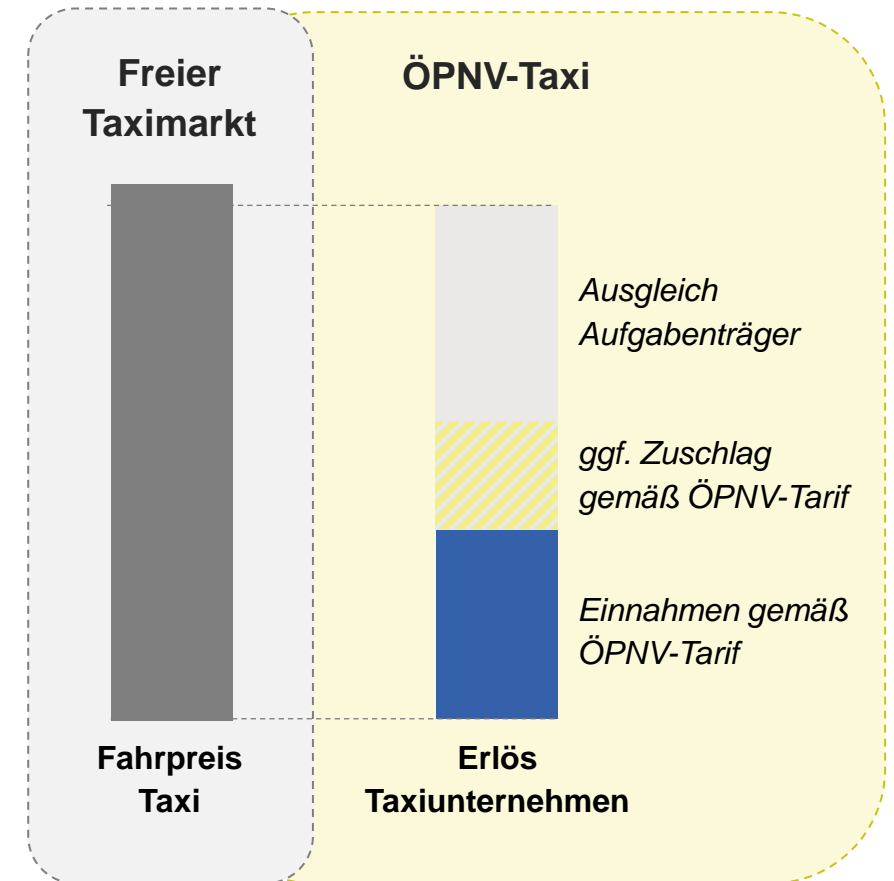 Freier
Taximarkt
ÖPNV-Taxi
Ausgleich
Aufgabenträger
ggf. Zuschlag
gemäß ÖPNV-Tarif
Einnahmen gemäß
ÖPNV-Tarif
Fahrpreis
Taxi
Erlös
Taxiunternehmen